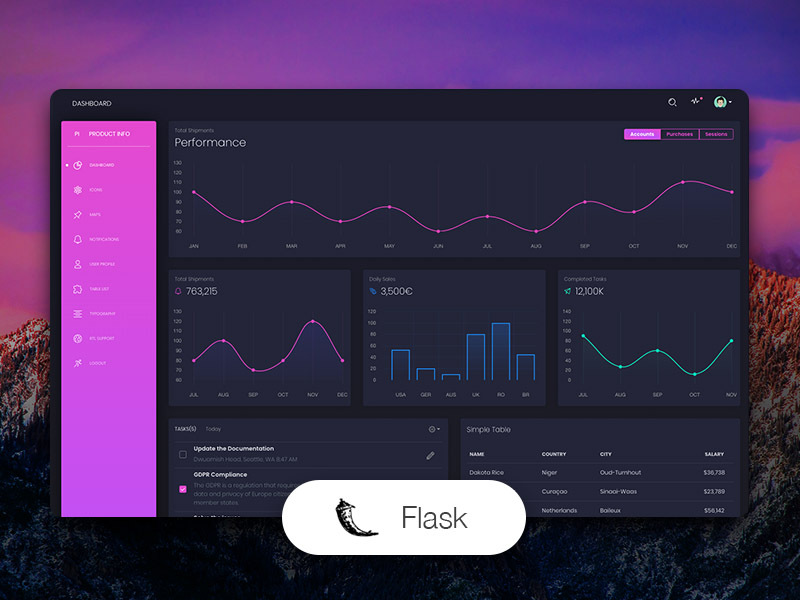 DASHBOARD
PI PRODUCT INFO
DASHBOARD
ICONS
MAPS
NOTIFICATIONS
USER PROFILE
TABLE LIST
TYPOGRAPHY
RTL SUPPORT
LOGOUT
Total Shipments
Performance
Accounts Purchases Sessions
130
120
110
100
90
80
70
60
JAN FEB MAR APR MAY JUN JUL AUG SEP OCT NOV DEC
Total Shipments
763,215
130
120
110
100
90
80
70
60
JUL AUG SEP OCT NOV DEC
Daily Sales
3,500€
120
100
80
60
40
20
0
USA GER AUS UK RO BR
Completed Tasks
12,100K
140
120
100
80
60
40
20
0
JUL AUG SEP OCT NOV
TASKS(5) Today
Update the Documentation
Dwuamish Head, Seattle, WA 8:47 AM
GDPR Compliance
The GDPR is a regulation that
data and privacy of Europe
member states.
Simple Table
NAME COUNTRY CITY SALARY
Dakota Rice Niger Oud-Turnhout $36,738
Curaçao Sinaai-Waas $23,789
Netherlands Baileux $56,142
Flask